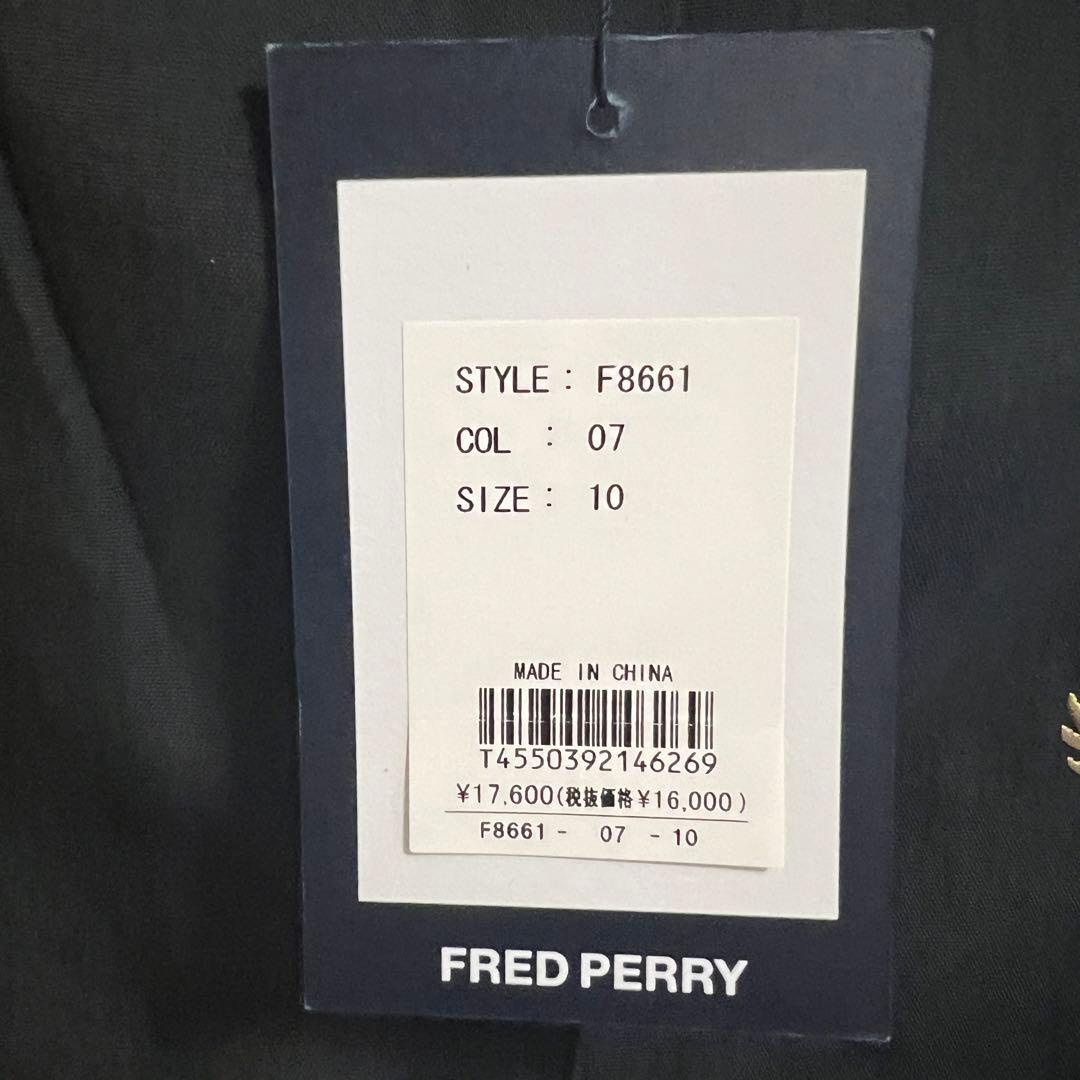 STYLE : F8661
COL : 07
SIZE : 10
MADE IN CHINA
T4550392146269
¥17,600(税抜価格¥16,000)
F8661 - 07 - 10
FRED PERRY